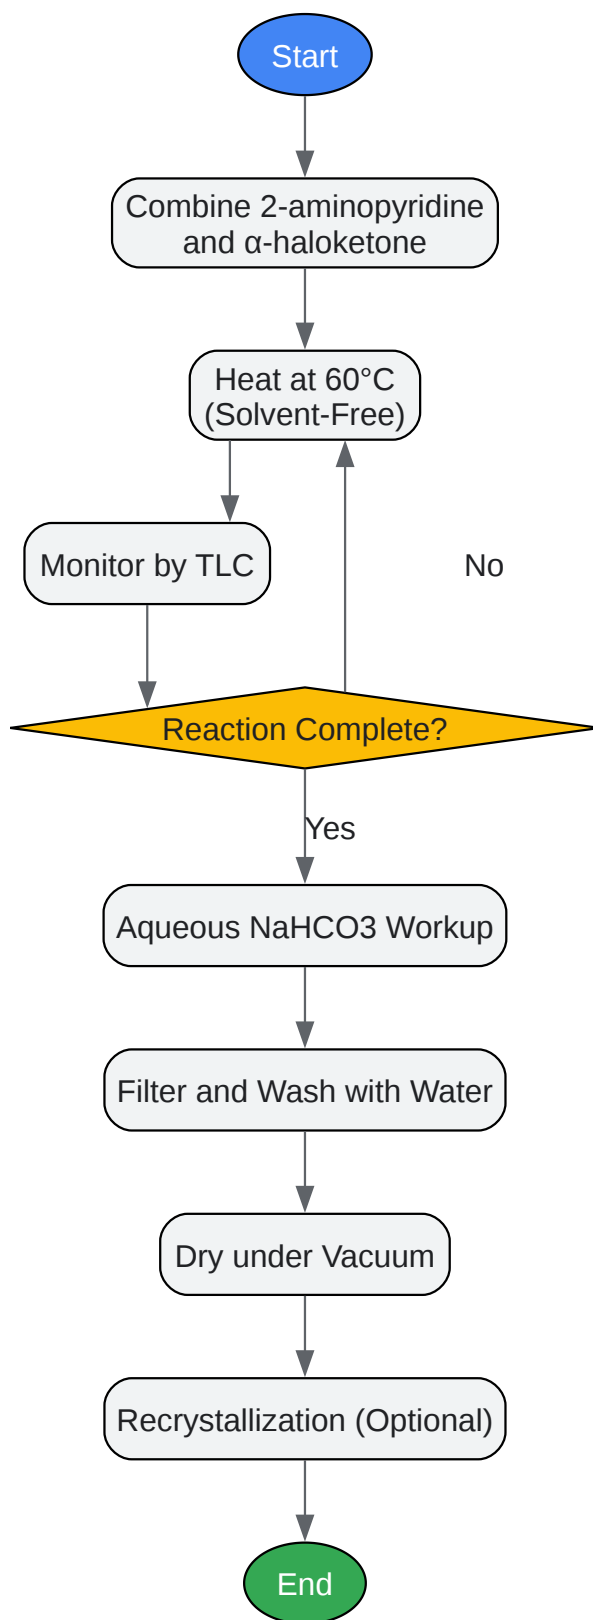 Start
Combine 2-aminopyridine
and α-haloketone
Heat at 60°C
(Solvent-Free)
Monitor by TLC
No
Reaction Complete?
Yes
Aqueous NaHCO3 Workup
Filter and Wash with Water
Dry under Vacuum
Recrystallization (Optional)
End